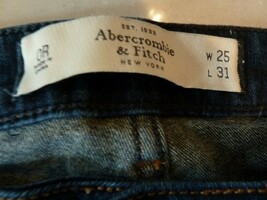 EST. 1892
Abercrombie
& Fitch
NEW YORK
W 25
L 31
0R